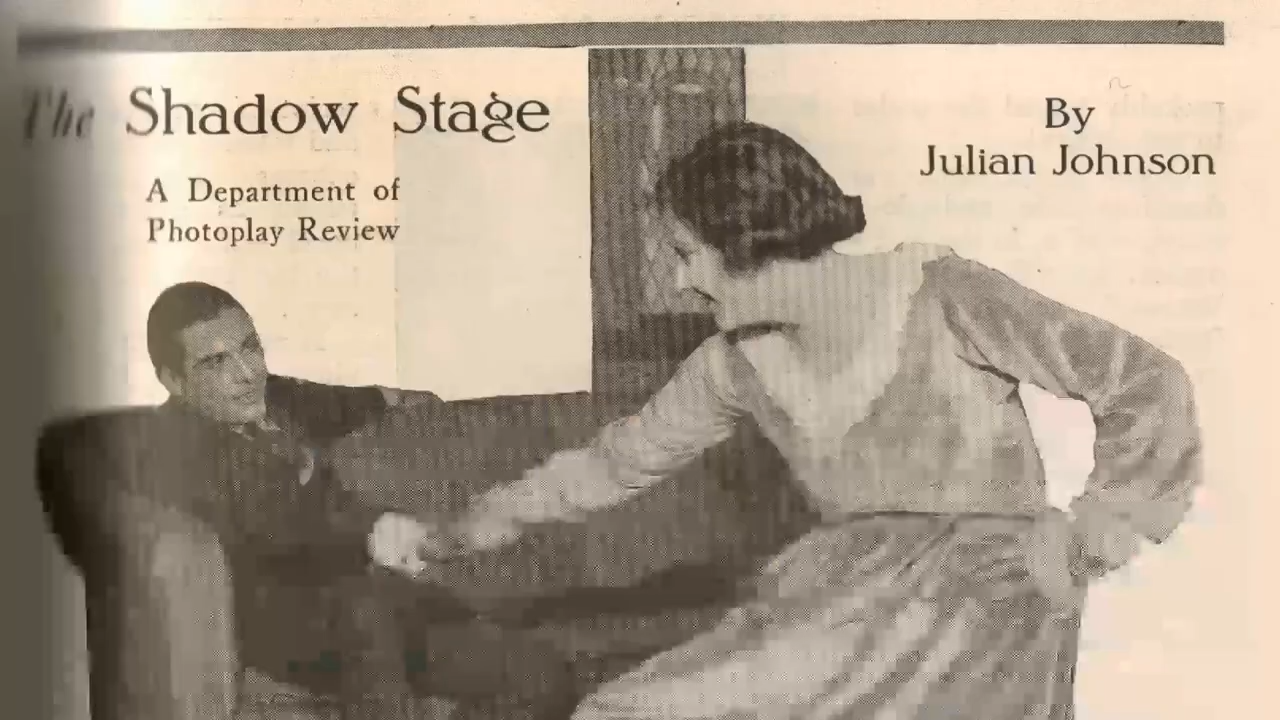 The Shadow Stage
A Department of
Photoplay Review
By
Julian Johnson